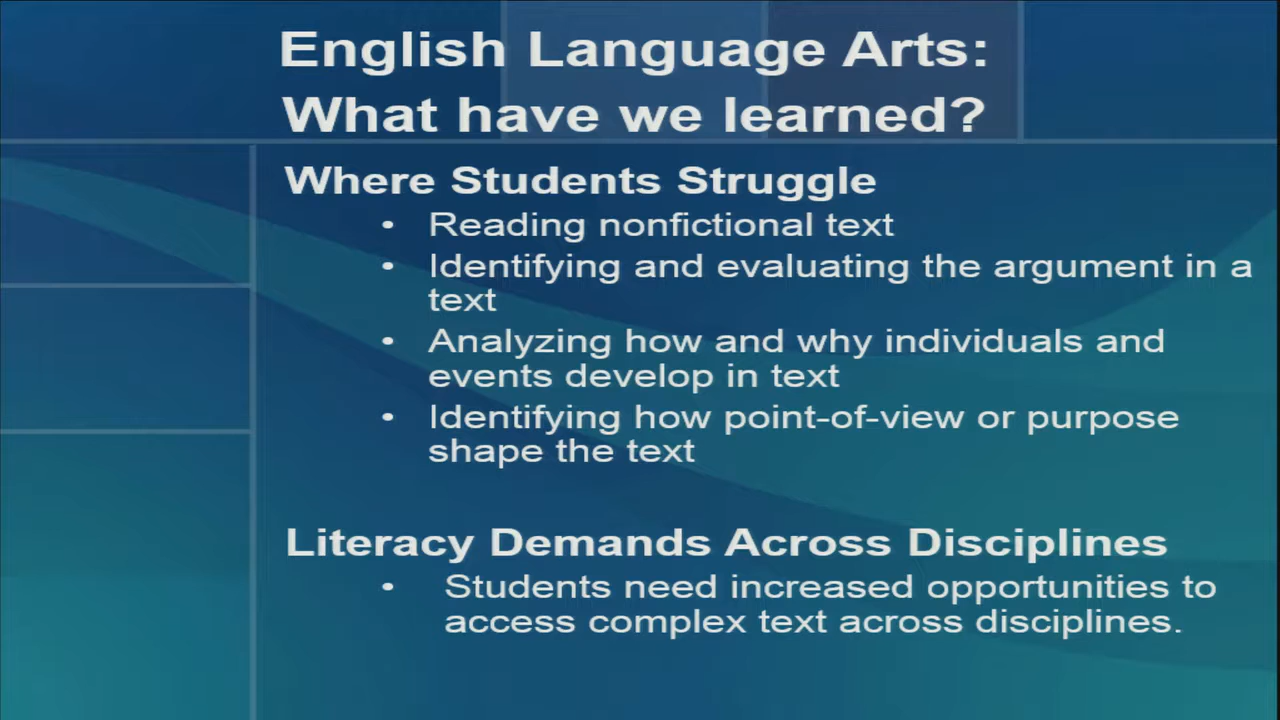 English Language Arts:
What have we learned?
Where Students Struggle
• Reading nonfictional text
• Identifying and evaluating the argument in a
text
• Analyzing how and why individuals and
events develop in text
• Identifying how point-of-view or purpose
shape the text
Literacy Demands Across Disciplines
• Students need increased opportunities to
access complex text across disciplines.